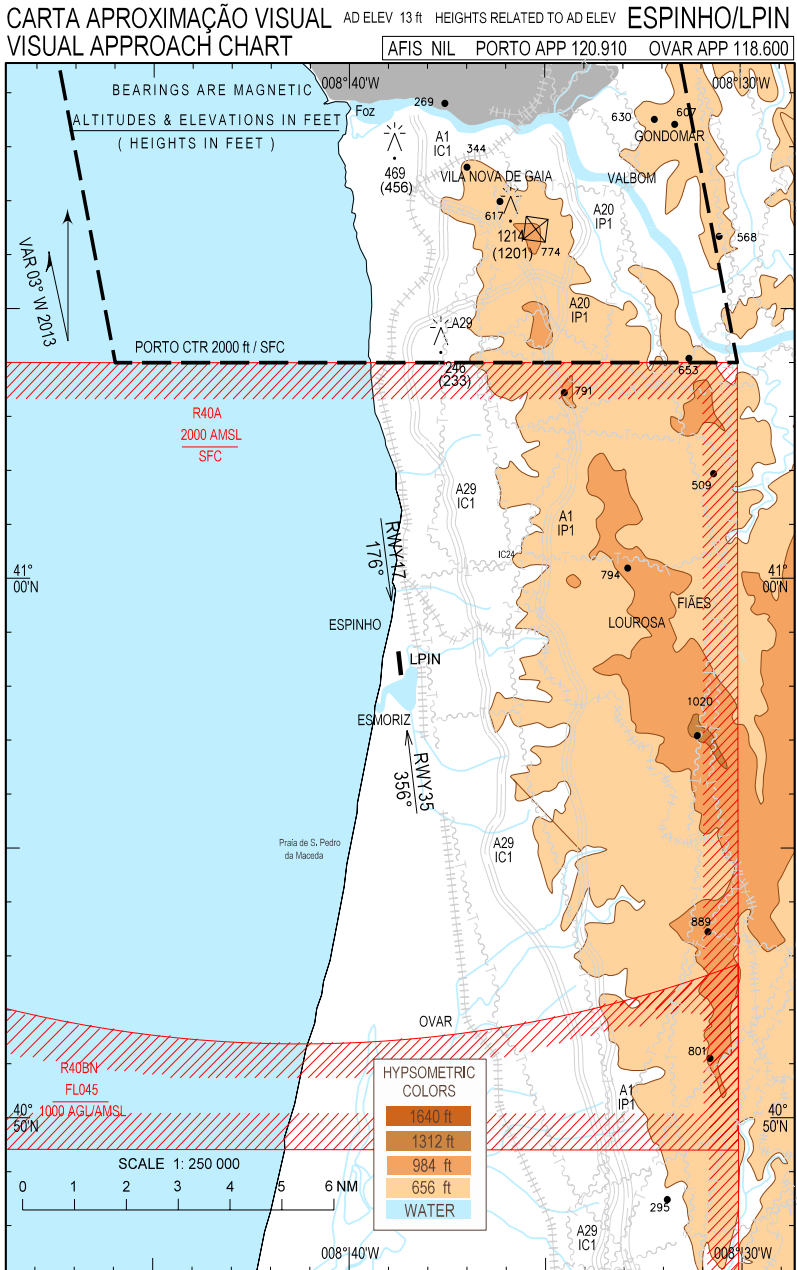 CARTA APROXIMAÇÃO VISUAL AD ELEV 13 ft HEIGHTS RELATED TO AD ELEV ESPINHO/LPIN
VISUAL APPROACH CHART AFIS NIL PORTO APP 120.910 OVAR APP 118.600
008°40'W
008°30'W
BEARINGS ARE MAGNETIC
ALTITUDES & ELEVATIONS IN FEET
( HEIGHTS IN FEET )
Foz
269
630
607
GONDOMAR
A1
IC1
344
469
(456)
VILA NOVA DE GAIA
VALBOM
617
A20
IP1
1214
(1201)
774
568
VAR 03° W 2013
A20
IP1
A29
PORTO CTR 2000 ft / SFC
246
(233)
653
791
R40A
2000 AMSL
SFC
509
A29
IC1
A1
IP1
RWY17
176°
IC24
794
41°
00'N
41°
00'N
FIÃES
LOUROSA
ESPINHO
LPIN
1020
ESMORIZ
RWY35
356°
Praia de S. Pedro
da Maceda
A29
IC1
889
OVAR
801
R40BN
FL045
1000 AGL/AMSL
HYPSOMETRIC
COLORS
1640 ft
1312 ft
984 ft
656 ft
WATER
A1
IP1
40°
50'N
40°
50'N
SCALE 1: 250 000
0 1 2 3 4 5 6 NM
295
A29
IC1
008°40'W
008°30'W